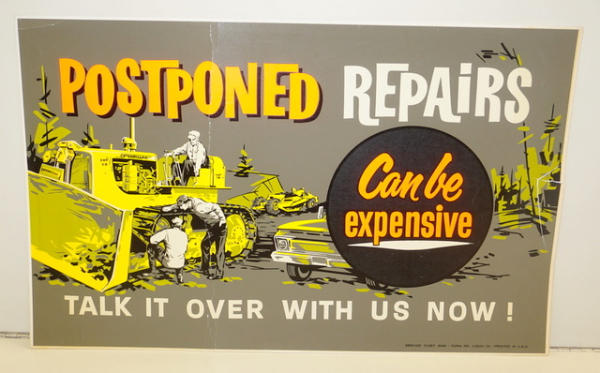 POSTPONED REPAiRS
Can be
expensive
TALK IT OVER WITH US NOW!